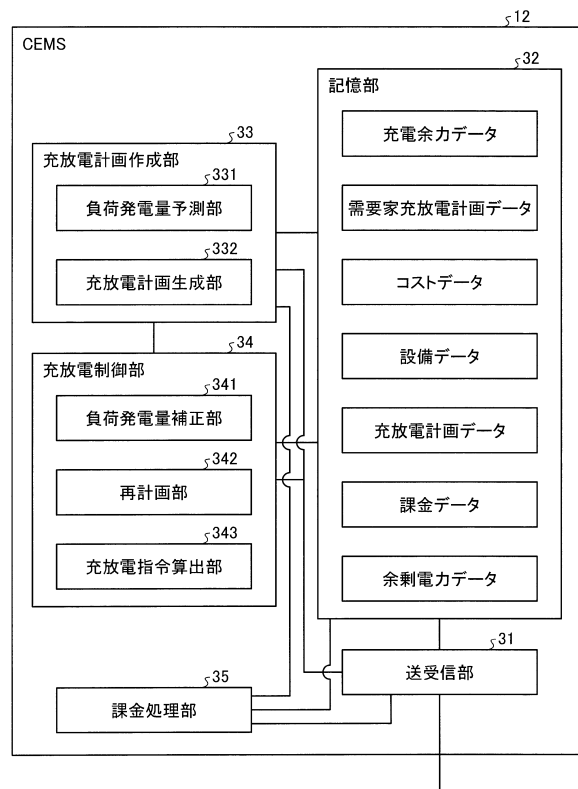 12
CEMS
33
充放電計画作成部
331
負荷発電量予測部
332
充放電計画生成部
34
充放電制御部
341
負荷発電量補正部
342
再計画部
343
充放電指令算出部
35
課金処理部
32
記憶部
充電余力データ
需要家充放電計画データ
コストデータ
設備データ
充放電計画データ
課金データ
余剰電力データ
31
送受信部